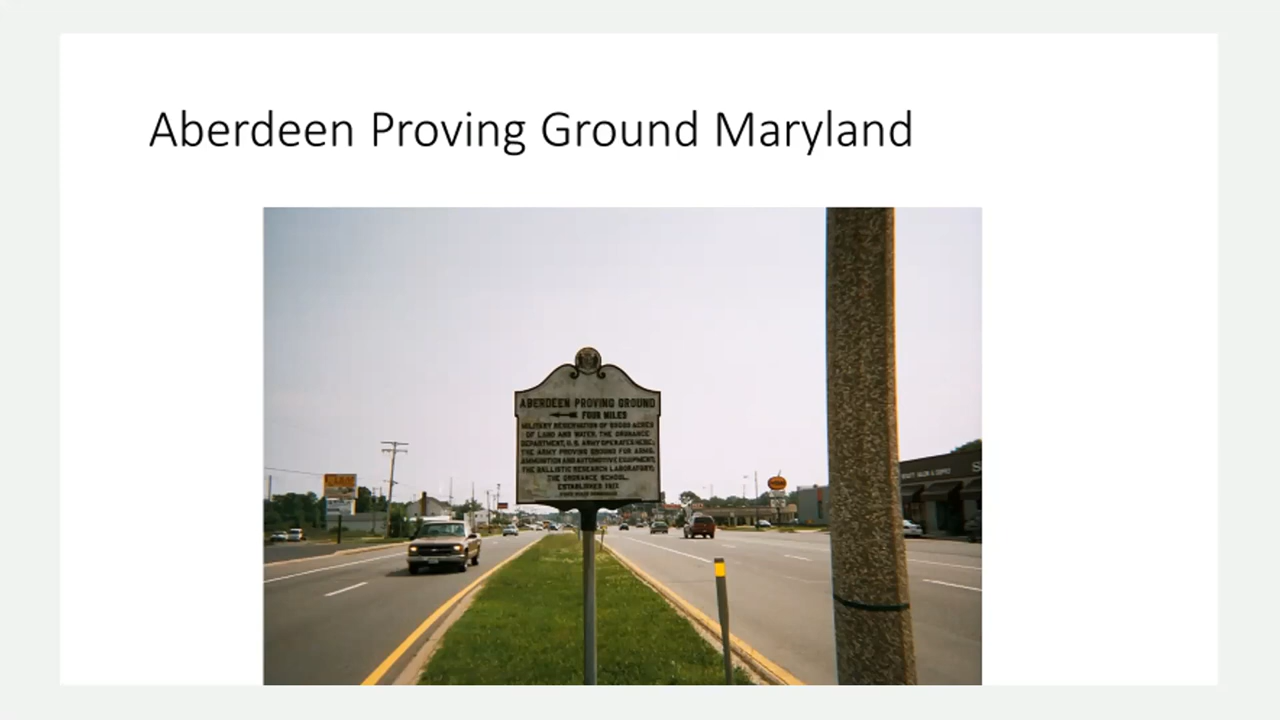 Aberdeen Proving Ground Maryland
ABERDEEN PROVING GROUND
FOUR MILES
MILITARY RESERVATION OF 80000 ACRES
OF LAND AND WATER. THE ORDNANCE
DEPARTMENT, U.S. ARMY OPERATES HERE;
THE ARMY PROVING GROUND FOR ARMS,
AMMUNITION AND AUTOMOTIVE EQUIPMENT;
THE BALLISTIC RESEARCH LABORATORY;
THE ORDNANCE SCHOOL.
ESTABLISHED 1917.